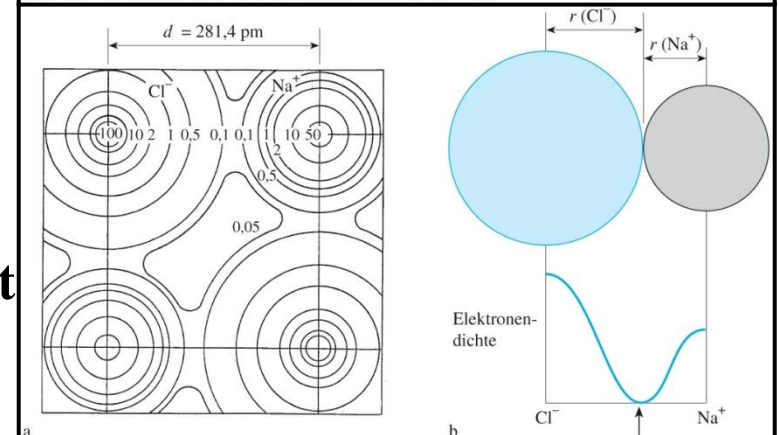 d = 281,4 pm
Cl⁻
Na⁺
100 10 2 1 0,5 0,1 0,1 1 10 50
2
0,5
0,05
a
t
r (Cl⁻)
r (Na⁺)
Elektronen-
dichte
Cl⁻
Na⁺
b